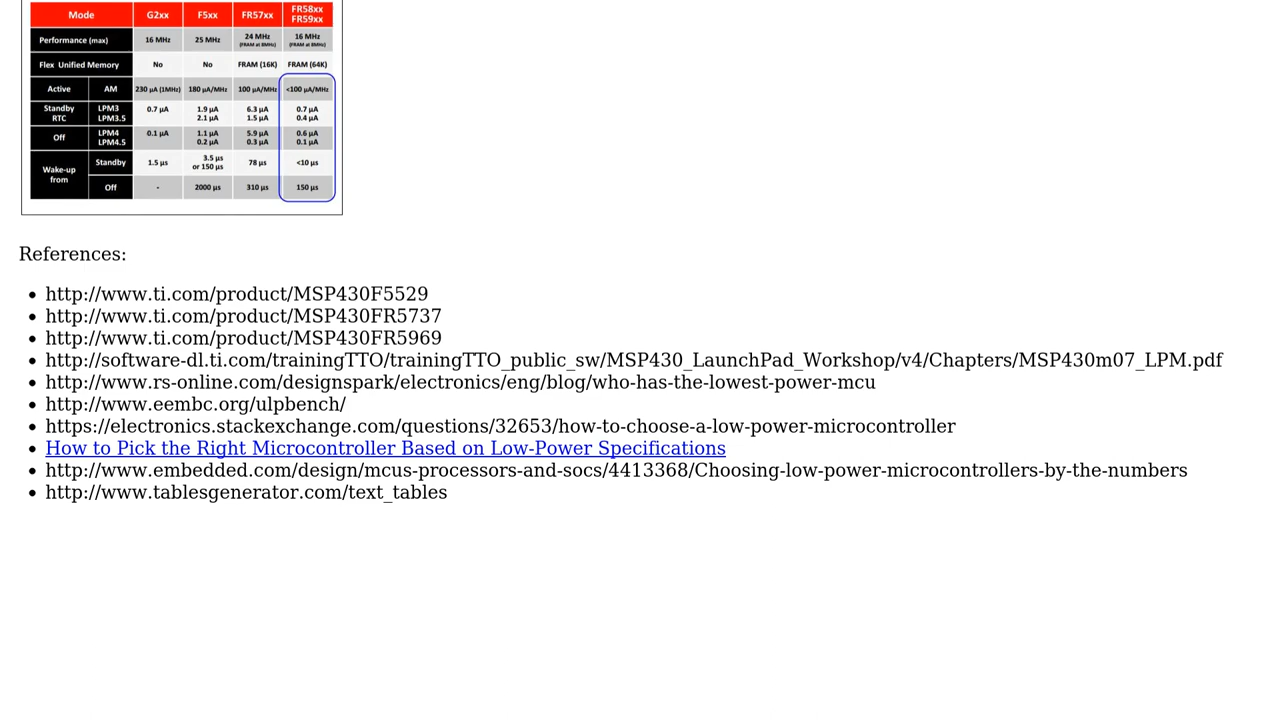 Mode G2xx F5xx FR57xx FR58xx FR59xx
Performance (max) 16 MHz 25 MHz 24 MHz (FRAM at 8MHz) 16 MHz (FRAM at 8MHz)
Flex Unified Memory No No FRAM (16K) FRAM (64K)
Active AM 230 µA (1MHz) 180 µA/MHz 100 µA/MHz <100 µA/MHz
Standby LPM3 0.7 µA 1.9 µA 6.3 µA 0.7 µA
RTC LPM3.5 2.1 µA 1.5 µA 0.4 µA
Off LPM4 0.1 µA 1.1 µA 5.9 µA 0.6 µA
LPM4.5 0.2 µA 0.3 µA 0.1 µA
Wake-up from Standby 1.5 µs 3.5 µs or 150 µs 78 µs <10 µs
Off - 2000 µs 310 µs 150 µs
References:
http://www.ti.com/product/MSP430F5529
http://www.ti.com/product/MSP430FR5737
http://www.ti.com/product/MSP430FR5969
http://software-dl.ti.com/trainingTTO/trainingTTO_public_sw/MSP430_LaunchPad_Workshop/v4/Chapters/MSP430m07_LPM.pdf
http://www.rs-online.com/designspark/electronics/eng/blog/who-has-the-lowest-power-mcu
http://www.eembc.org/ulpbench/
https://electronics.stackexchange.com/questions/32653/how-to-choose-a-low-power-microcontroller
How to Pick the Right Microcontroller Based on Low-Power Specifications
http://www.embedded.com/design/mcus-processors-and-socs/4413368/Choosing-low-power-microcontrollers-by-the-numbers
http://www.tablesgenerator.com/text_tables